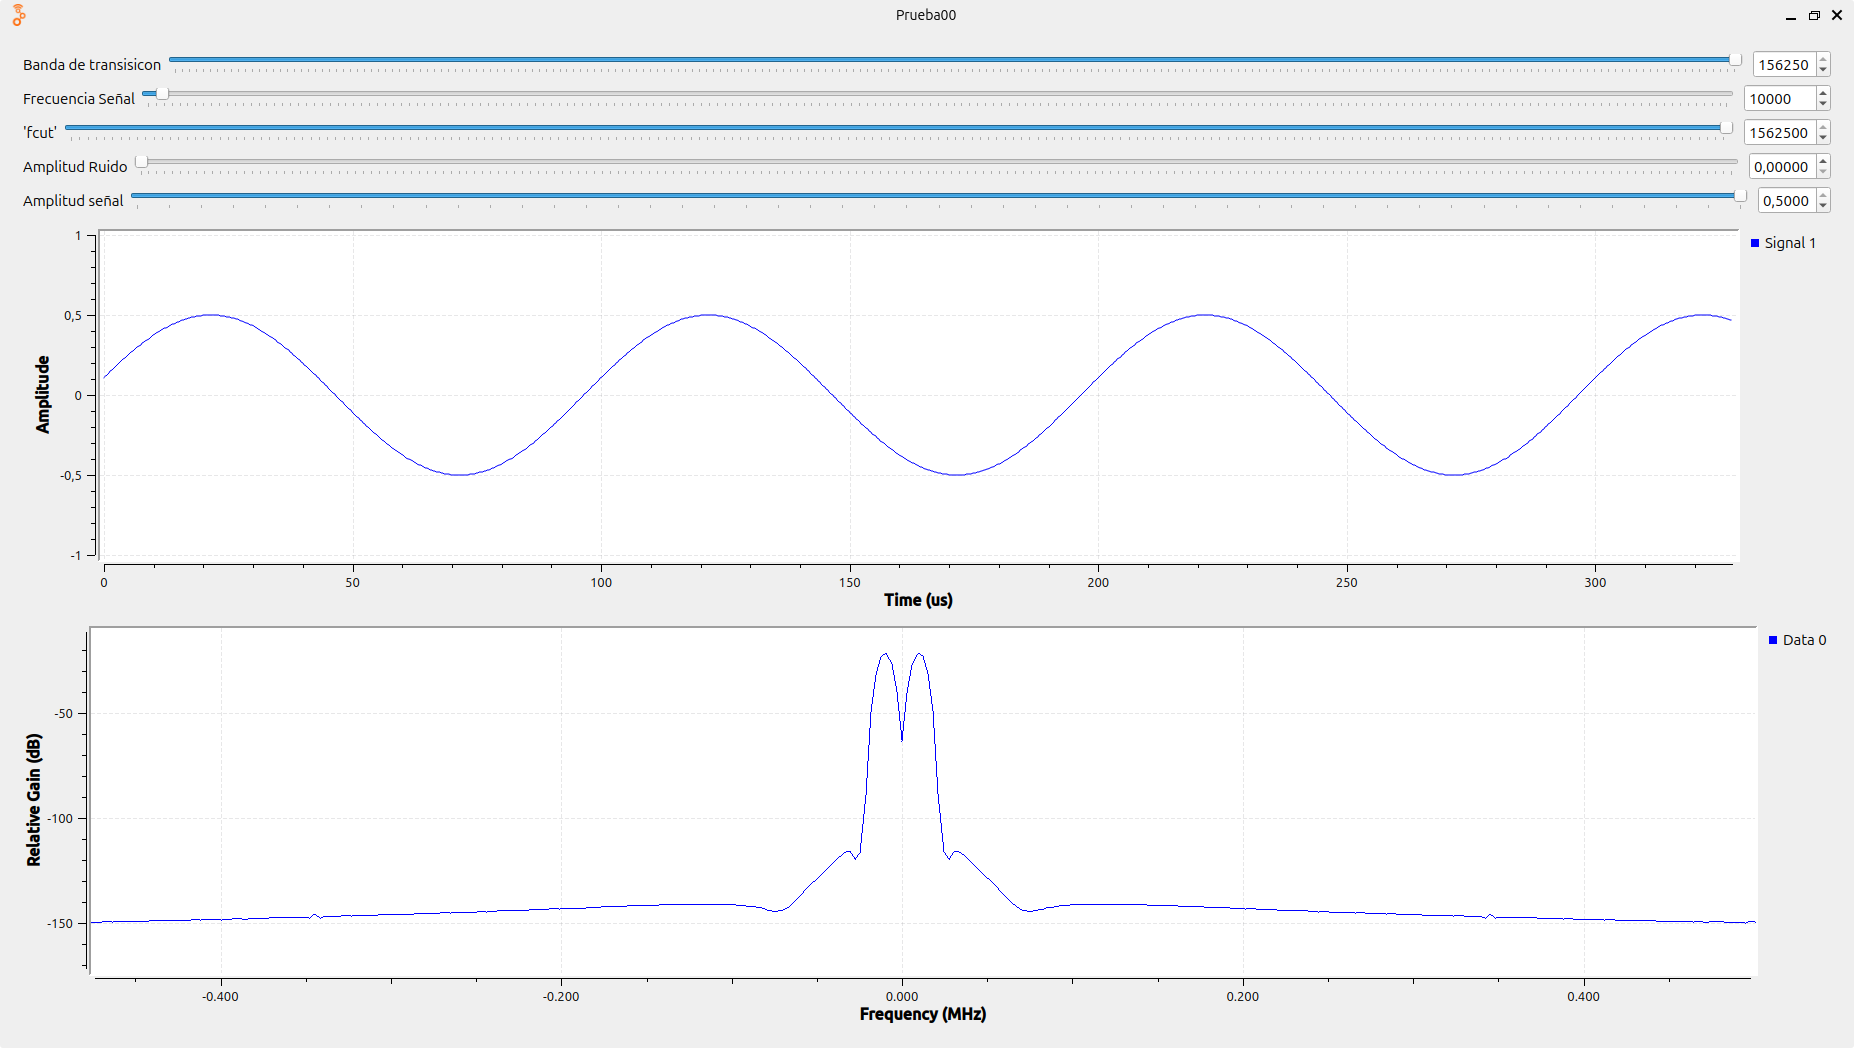 Prueba00
Banda de transisicon 156250
Frecuencia Señal 10000
'fcut' 1562500
Amplitud Ruido 0,00000
Amplitud señal 0,5000
Signal 1
1
0,5
0
-0,5
-1
Amplitude
0 50 100 150 200 250 300
Time (us)
Data 0
-50
-100
-150
Relative Gain (dB)
-0.400 -0.200 0.000 0.200 0.400
Frequency (MHz)